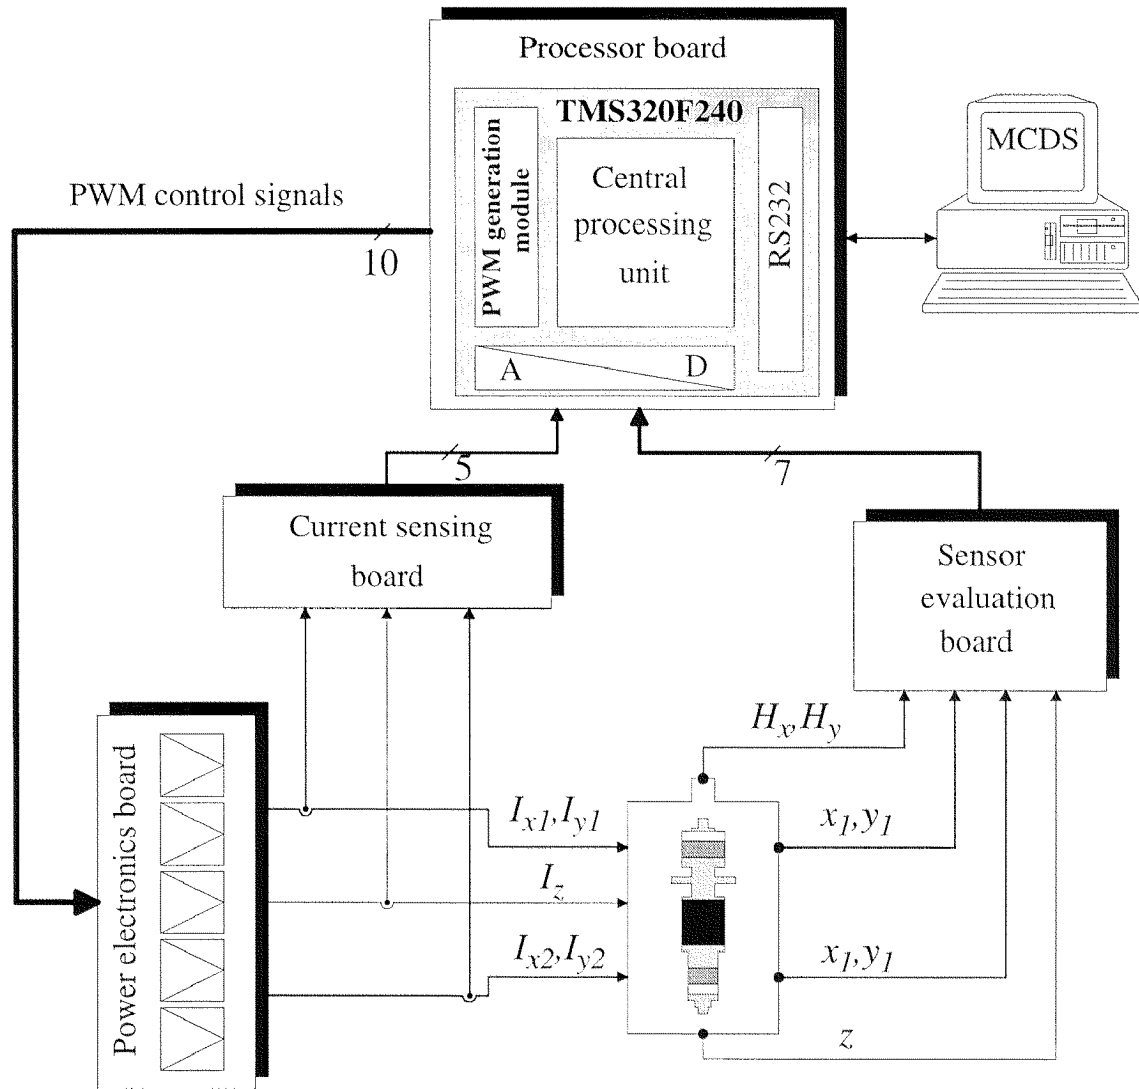 Processor board
TMS320F240
PWM generation
module
Central
processing
unit
RS232
A
D
MCDS
PWM control signals
10
5
7
Current sensing
board
Sensor
evaluation
board
Power electronics board
Hx,Hy
Ix1,Iy1
Iz
Ix2,Iy2
x1,y1
x1,y1
z